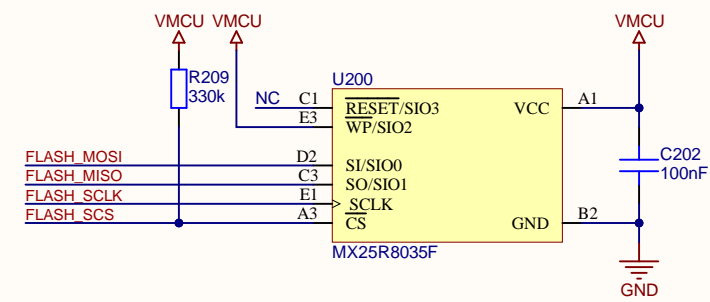 VMCU VMCU VMCU
R209
330k
U200
NC C1 RESET/SIO3 VCC A1
E3 WP/SIO2
FLASH_MOSI D2 SI/SIO0
C202
FLASH_MISO C3 SO/SIO1
100nF
FLASH_SCLK E1 SCLK
FLASH_SCS A3 CS GND B2
MX25R8035F
GND